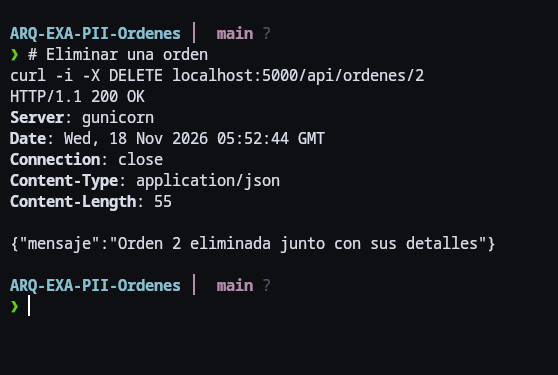 ARQ-EXA-PII-Ordenes | main ?
❯ # Eliminar una orden
curl -i -X DELETE localhost:5000/api/ordenes/2
HTTP/1.1 200 OK
Server: gunicorn
Date: Wed, 18 Nov 2026 05:52:44 GMT
Connection: close
Content-Type: application/json
Content-Length: 55
{"mensaje":"Orden 2 eliminada junto con sus detalles"}
ARQ-EXA-PII-Ordenes | main ?
❯